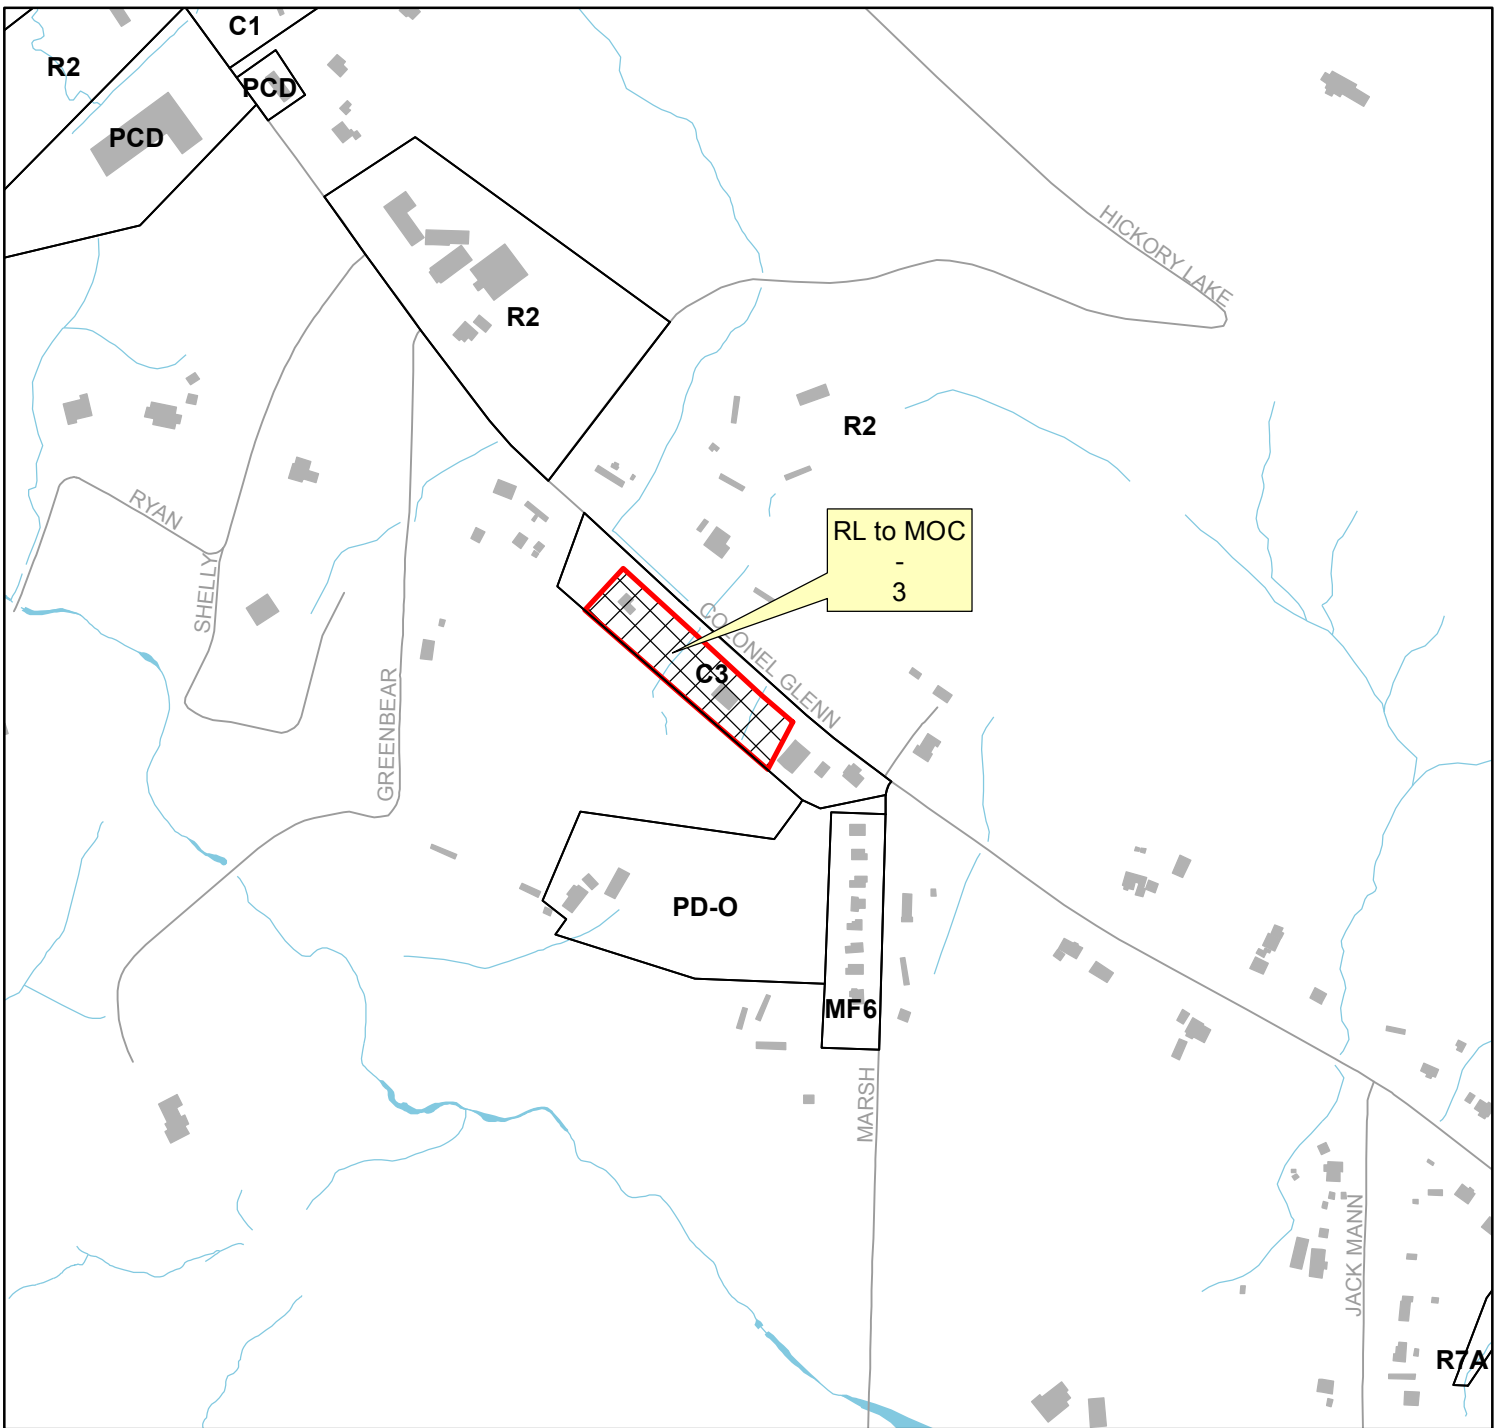 C1
R2
PCD
PCD
HICKORY LAKE
R2
R2
RYAN
RL to MOC
-
3
SHELLY
COLONEL GLENN
C3
GREENBEAR
PD-O
MF6
MARSH
JACK MANN
R7A